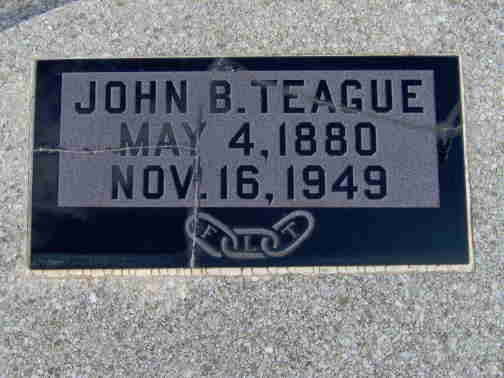 JOHN B. TEAGUE
MAY 4, 1880
NOV. 16, 1949
F L T